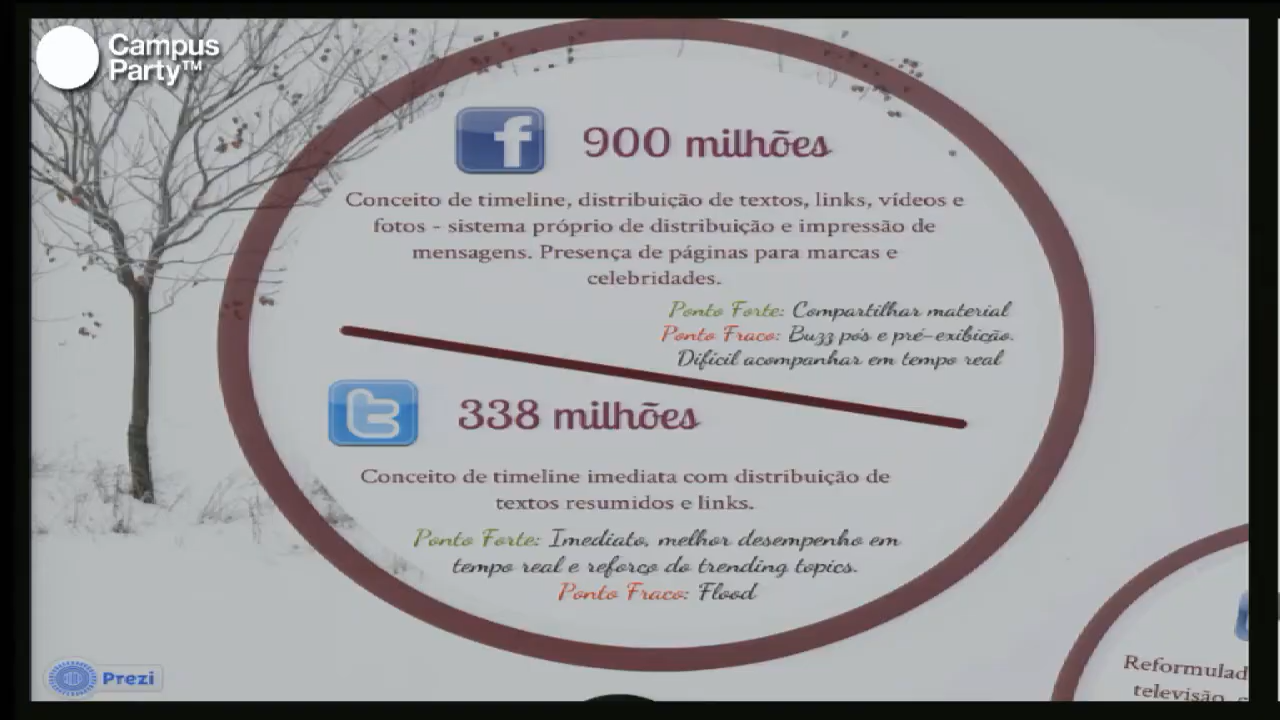 Campus
Party™
900 milhões
Conceito de timeline, distribuição de textos, links, vídeos e
fotos - sistema próprio de distribuição e impressão de
mensagens. Presença de páginas para marcas e
celebridades.
Ponto Forte: Compartilhar material
Ponto Fraco: Buzz pós e pré-exibição.
Difícil acompanhar em tempo real
338 milhões
Conceito de timeline imediata com distribuição de
textos resumidos e links.
Ponto Forte: Imediato, melhor desempenho em
tempo real e reforço do trending topics.
Ponto Fraco: Flood
Prezi
Reformulad
televisão